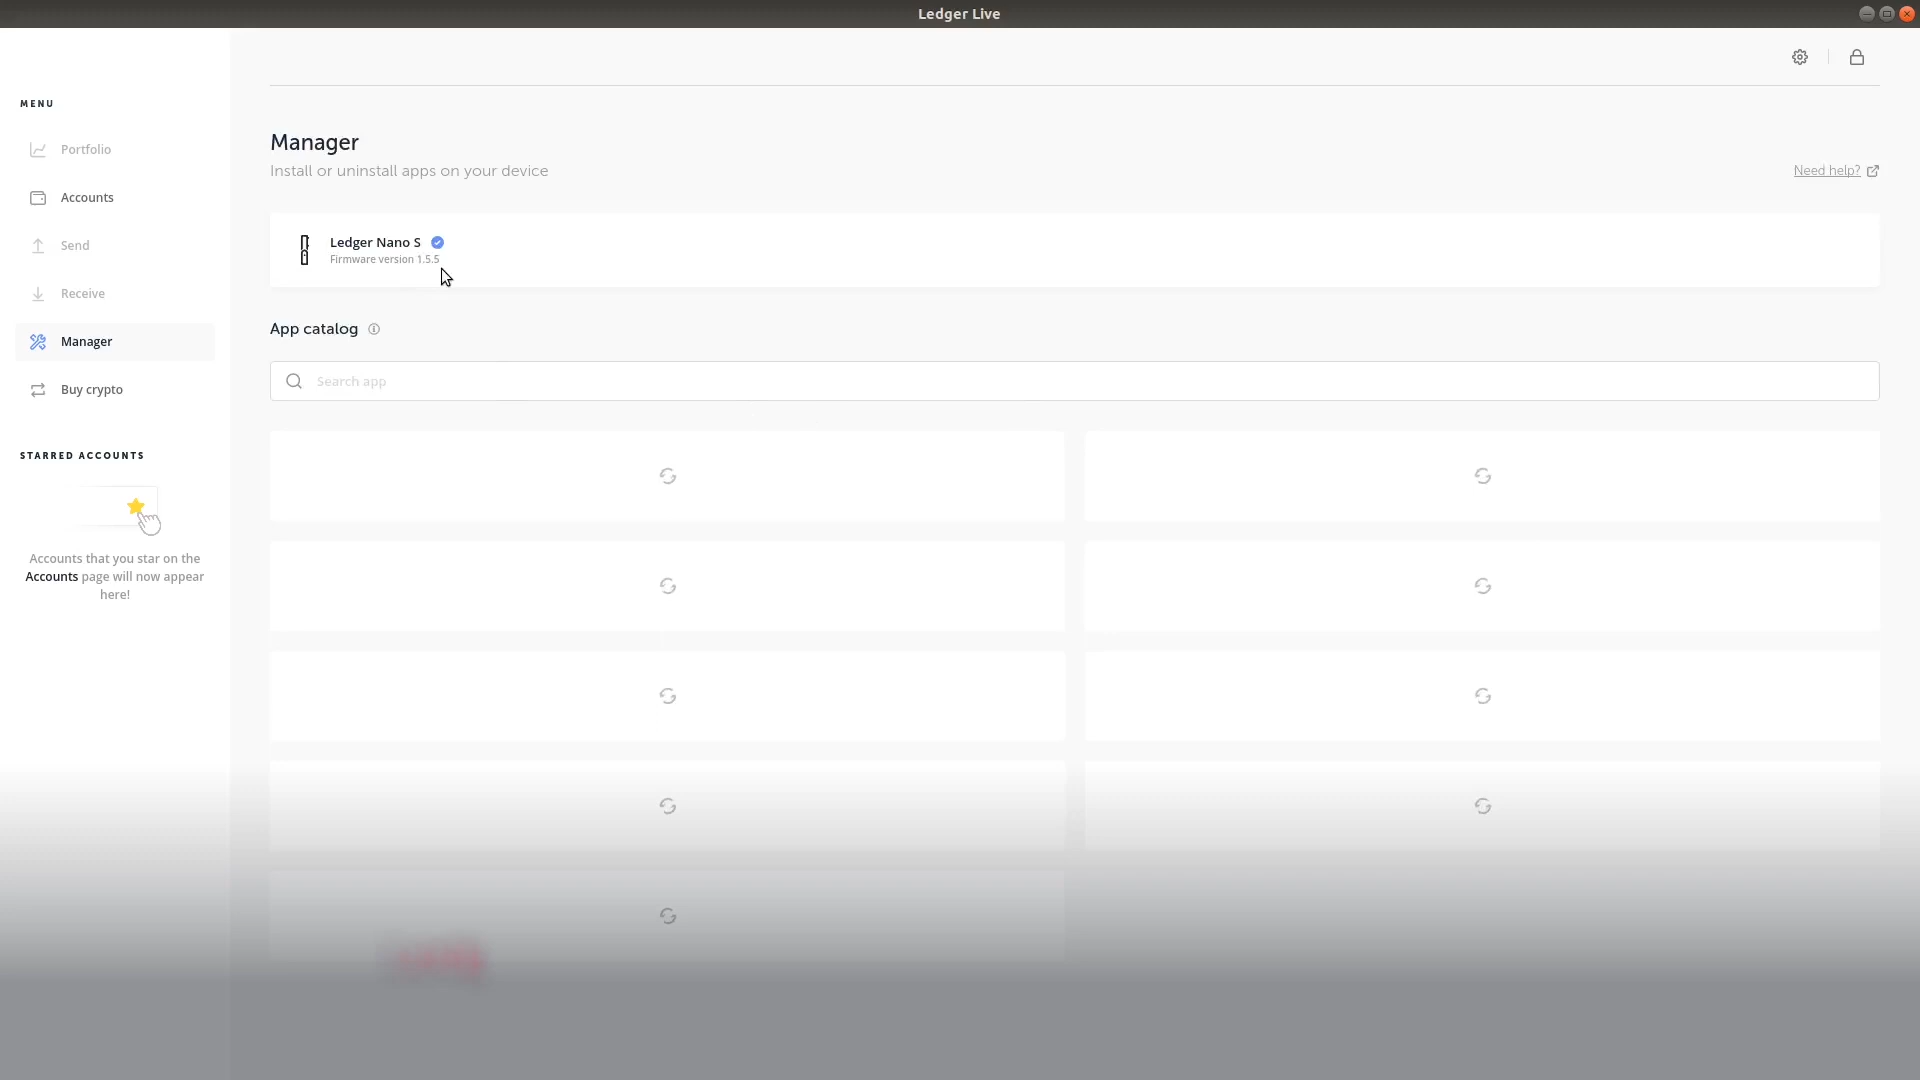 Ledger Live
MENU
Portfolio
Accounts
Send
Receive
Manager
Buy crypto
STARRED ACCOUNTS
Accounts that you star on the
Accounts page will now appear
here!
Manager
Install or uninstall apps on your device
Need help?
Ledger Nano S
Firmware version 1.5.5
App catalog
Search app